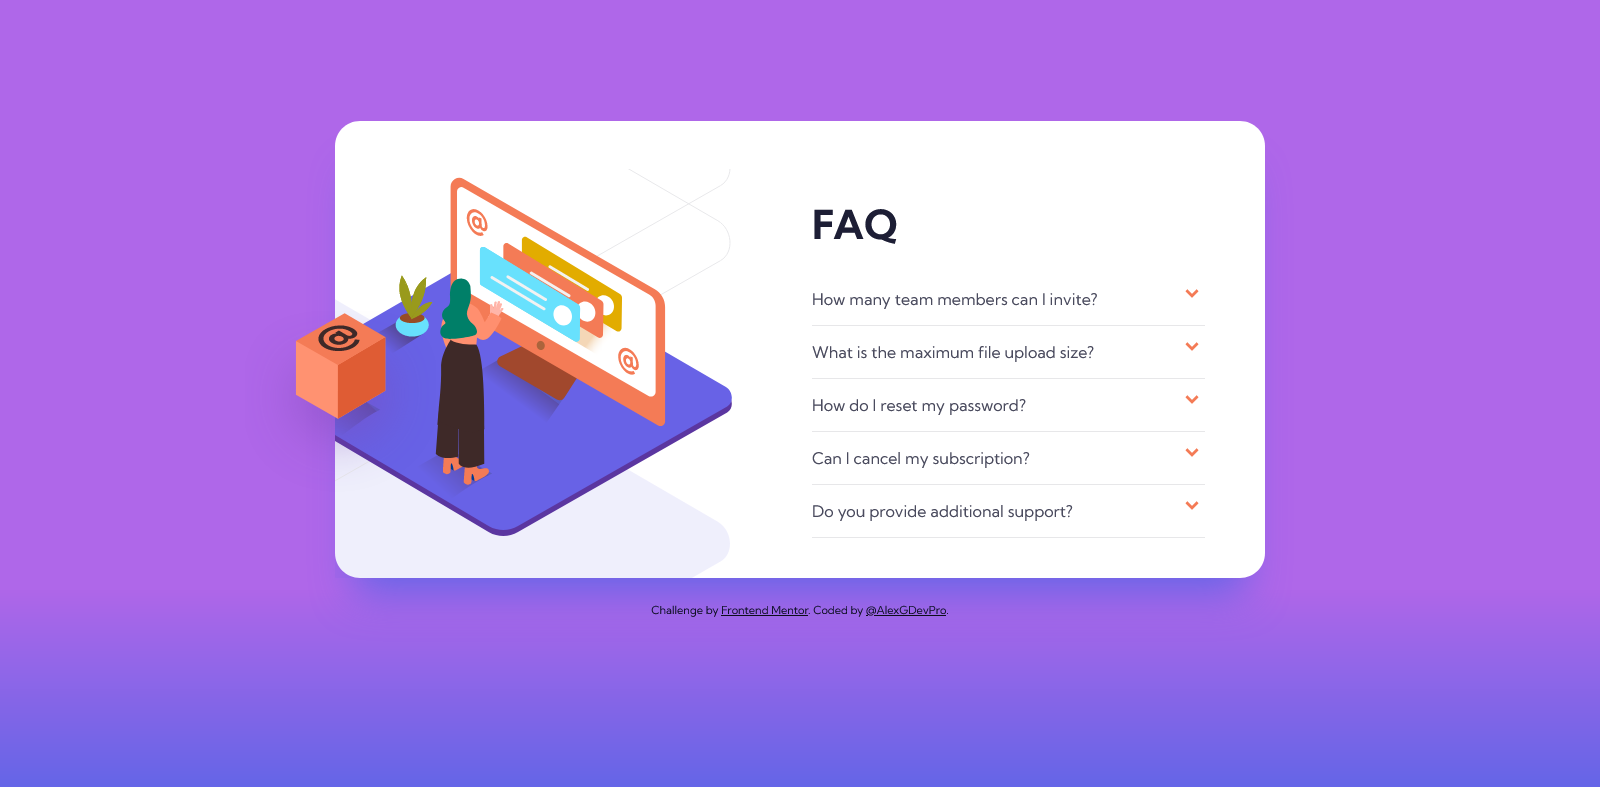 @
@
@
FAQ
How many team members can I invite?
What is the maximum file upload size?
How do I reset my password?
Can I cancel my subscription?
Do you provide additional support?
Challenge by Frontend Mentor. Coded by @AlexGDevPro.